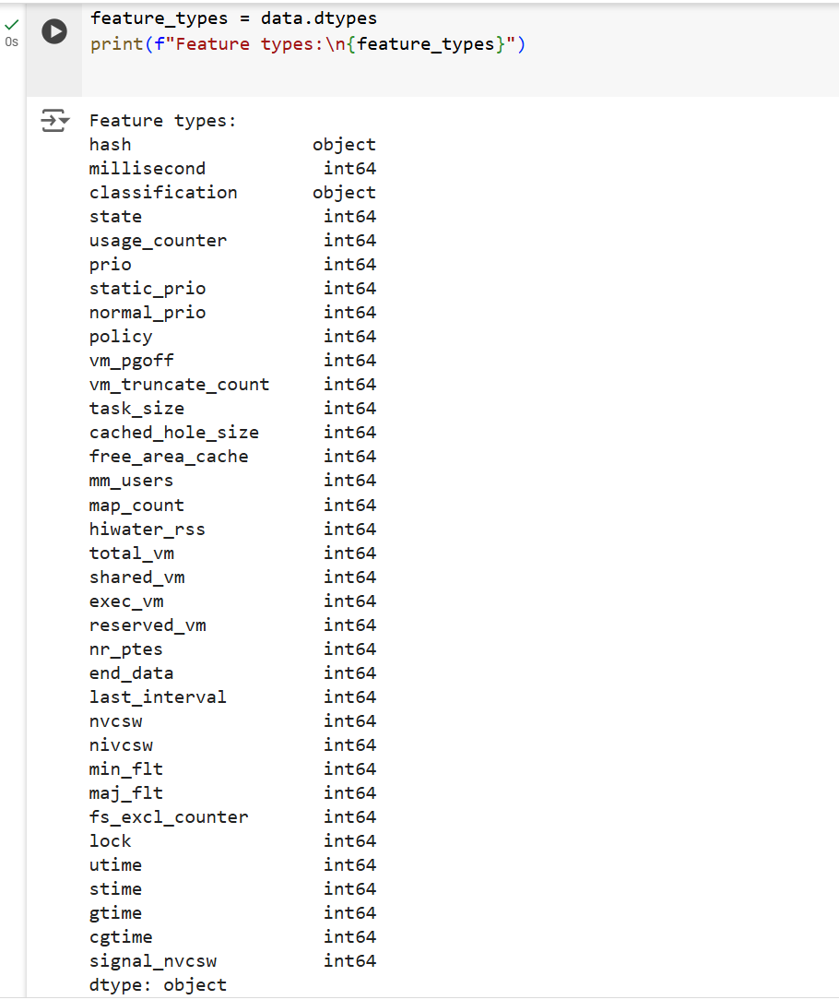 feature_types = data.dtypes
print(f"Feature types:\n{feature_types}")
0s
Feature types:
hash object
millisecond int64
classification object
state int64
usage_counter int64
prio int64
static_prio int64
normal_prio int64
policy int64
vm_pgoff int64
vm_truncate_count int64
task_size int64
cached_hole_size int64
free_area_cache int64
mm_users int64
map_count int64
hiwater_rss int64
total_vm int64
shared_vm int64
exec_vm int64
reserved_vm int64
nr_ptes int64
end_data int64
last_interval int64
nvcsw int64
nivcsw int64
min_flt int64
maj_flt int64
fs_excl_counter int64
lock int64
utime int64
stime int64
gtime int64
cgtime int64
signal_nvcsw int64
dtype: object